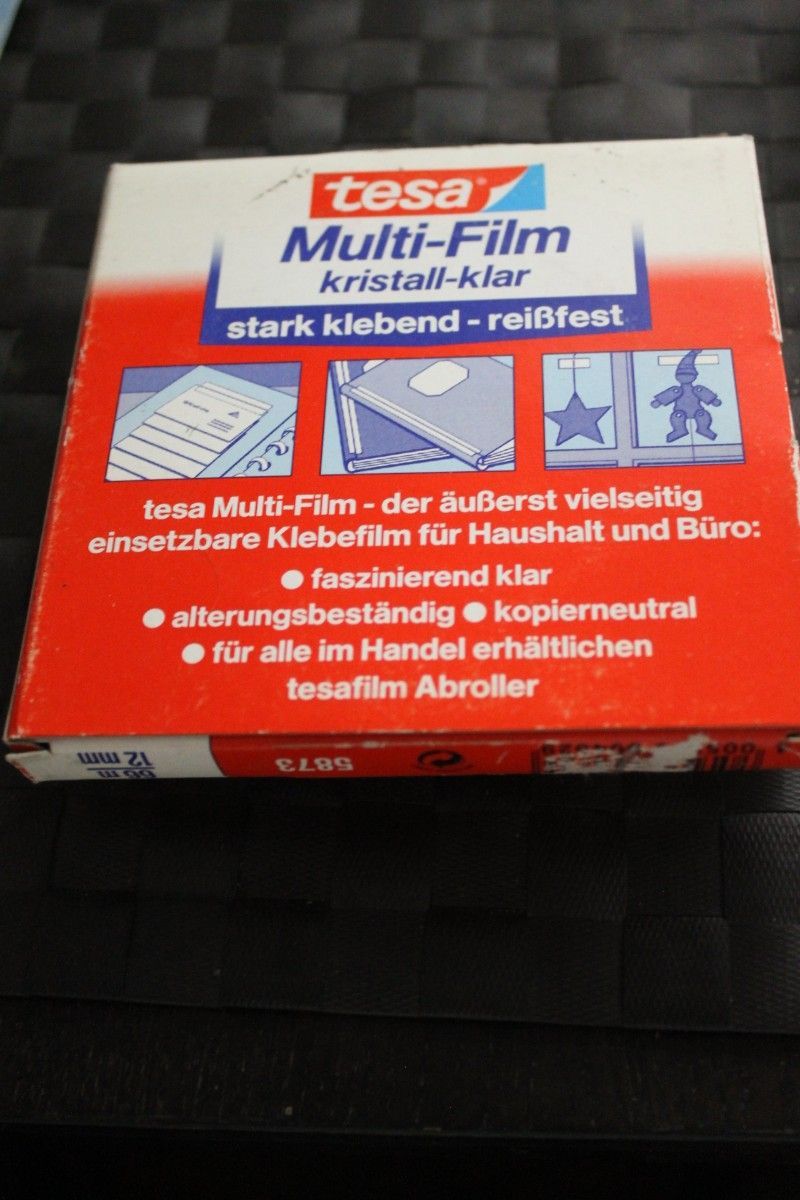 tesa
Multi-Film
kristall-klar
stark klebend - reißfest
tesa Multi-Film - der äußerst vielseitig
einsetzbare Klebefilm für Haushalt und Büro:
● faszinierend klar
● alterungsbeständig ● kopierneutral
● für alle im Handel erhältlichen
tesafilm Abroller
66 m
12 mm
5873